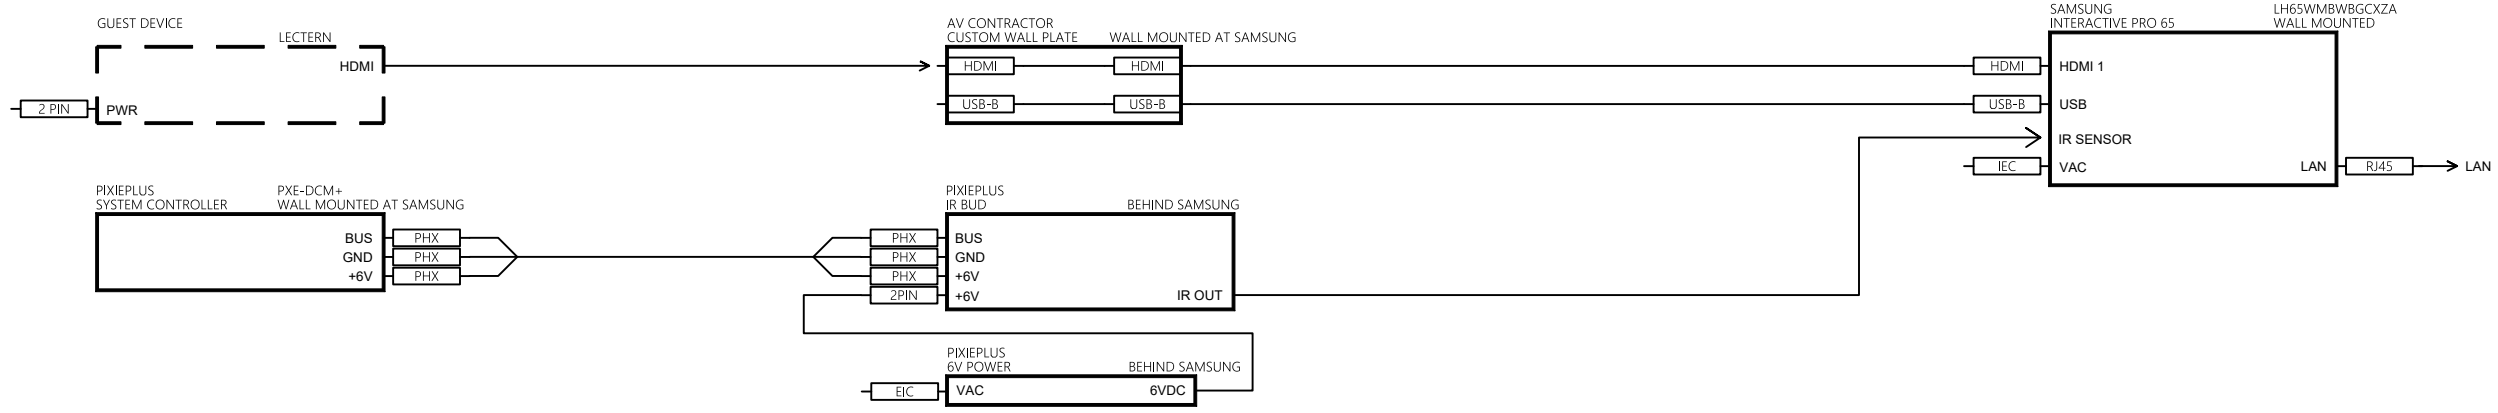 GUEST DEVICE
LECTERN
HDMI
2 PIN
PWR
AV CONTRACTOR
CUSTOM WALL PLATE
WALL MOUNTED AT SAMSUNG
HDMI
HDMI
USB-B
USB-B
SAMSUNG
INTERACTIVE PRO 65
LH65WMBWBGCXZA
WALL MOUNTED
HDMI
HDMI 1
USB-B
USB
IR SENSOR
IEC
VAC
LAN
RJ45
LAN
PIXIEPLUS
SYSTEM CONTROLLER
PXE-DCM+
WALL MOUNTED AT SAMSUNG
BUS
PHX
GND
PHX
+6V
PHX
PIXIEPLUS
IR BUD
BEHIND SAMSUNG
PHX
BUS
PHX
GND
PHX
+6V
2PIN
+6V
IR OUT
PIXIEPLUS
6V POWER
BEHIND SAMSUNG
EIC
VAC
6VDC